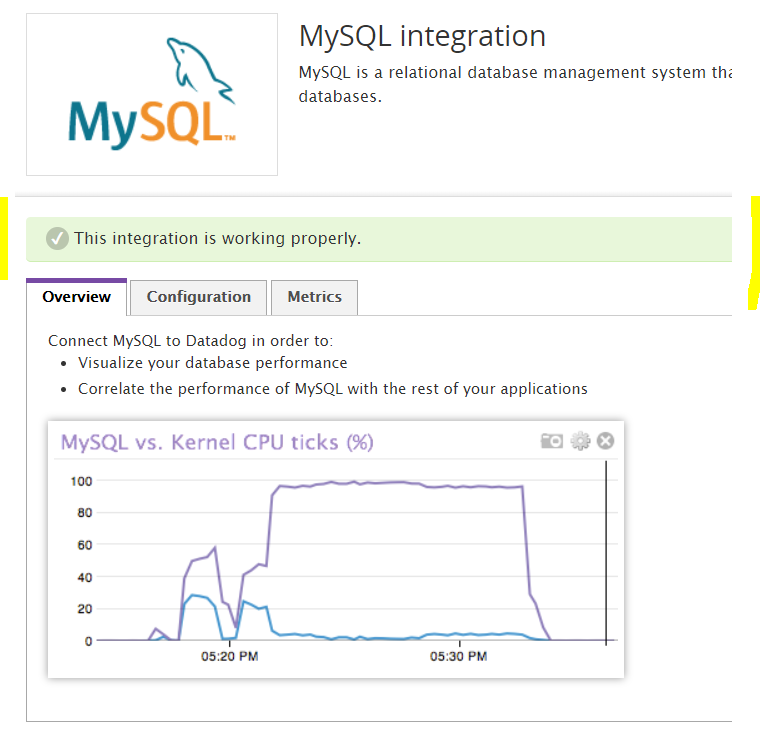 MySQL™
MySQL integration
MySQL is a relational database management system tha
databases.
This integration is working properly.
Overview
Configuration
Metrics
Connect MySQL to Datadog in order to:
• Visualize your database performance
• Correlate the performance of MySQL with the rest of your applications
MySQL vs. Kernel CPU ticks (%)
100
80
60
40
20
0
05:20 PM
05:30 PM